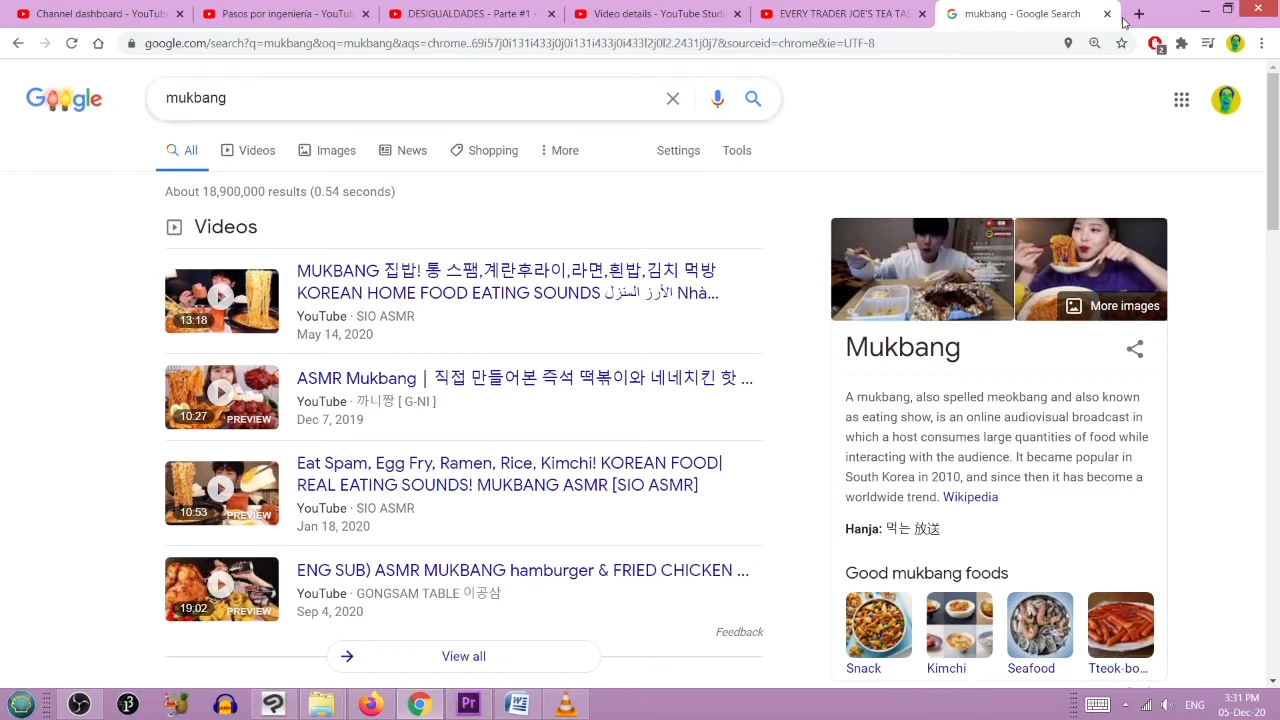 Pasos para
Pasos ingeniería - YouTube
DESIGUALDADES - Parte #1 -
Video details - YouTube Studi
EVERY TRADER JOE'S TEA TAS
mukbang - Google Search
google.com/search?q=mukbang&oq=mukbang&aqs=chrome..69i57j0i131i433j0j0i131i433j0i433l2j0l2.2431j0j7&sourceid=chrome&ie=UTF-8
2
Google
mukbang
All
Videos
Images
News
Shopping
More
Settings
Tools
About 18,900,000 results (0.54 seconds)
Videos
13:18
MUKBANG 집밥! 통 스팸,계란후라이,라면,흰밥,김치 먹방
KOREAN HOME FOOD EATING SOUNDS الأرز المنزل Nhà...
YouTube · SIO ASMR
May 14, 2020
10:27
PREVIEW
ASMR Mukbang | 직접 만들어본 즉석 떡볶이와 네네치킨 핫 ...
YouTube · 까니짱 [ G-NI ]
Dec 7, 2019
10:53
PREVIEW
Eat Spam, Egg Fry, Ramen, Rice, Kimchi! KOREAN FOOD|
REAL EATING SOUNDS! MUKBANG ASMR [SIO ASMR]
YouTube · SIO ASMR
Jan 18, 2020
19:02
PREVIEW
ENG SUB) ASMR MUKBANG hamburger & FRIED CHICKEN ...
YouTube · GONGSAM TABLE 이공삼
Sep 4, 2020
Feedback
View all
More images
Mukbang
A mukbang, also spelled meokbang and also known
as eating show, is an online audiovisual broadcast in
which a host consumes large quantities of food while
interacting with the audience. It became popular in
South Korea in 2010, and since then it has become a
worldwide trend. Wikipedia
Hanja: 먹는 放送
Good mukbang foods
Snack
Kimchi
Seafood
Tteok-bo...
Pr
ENG
3:31 PM
05-Dec-20